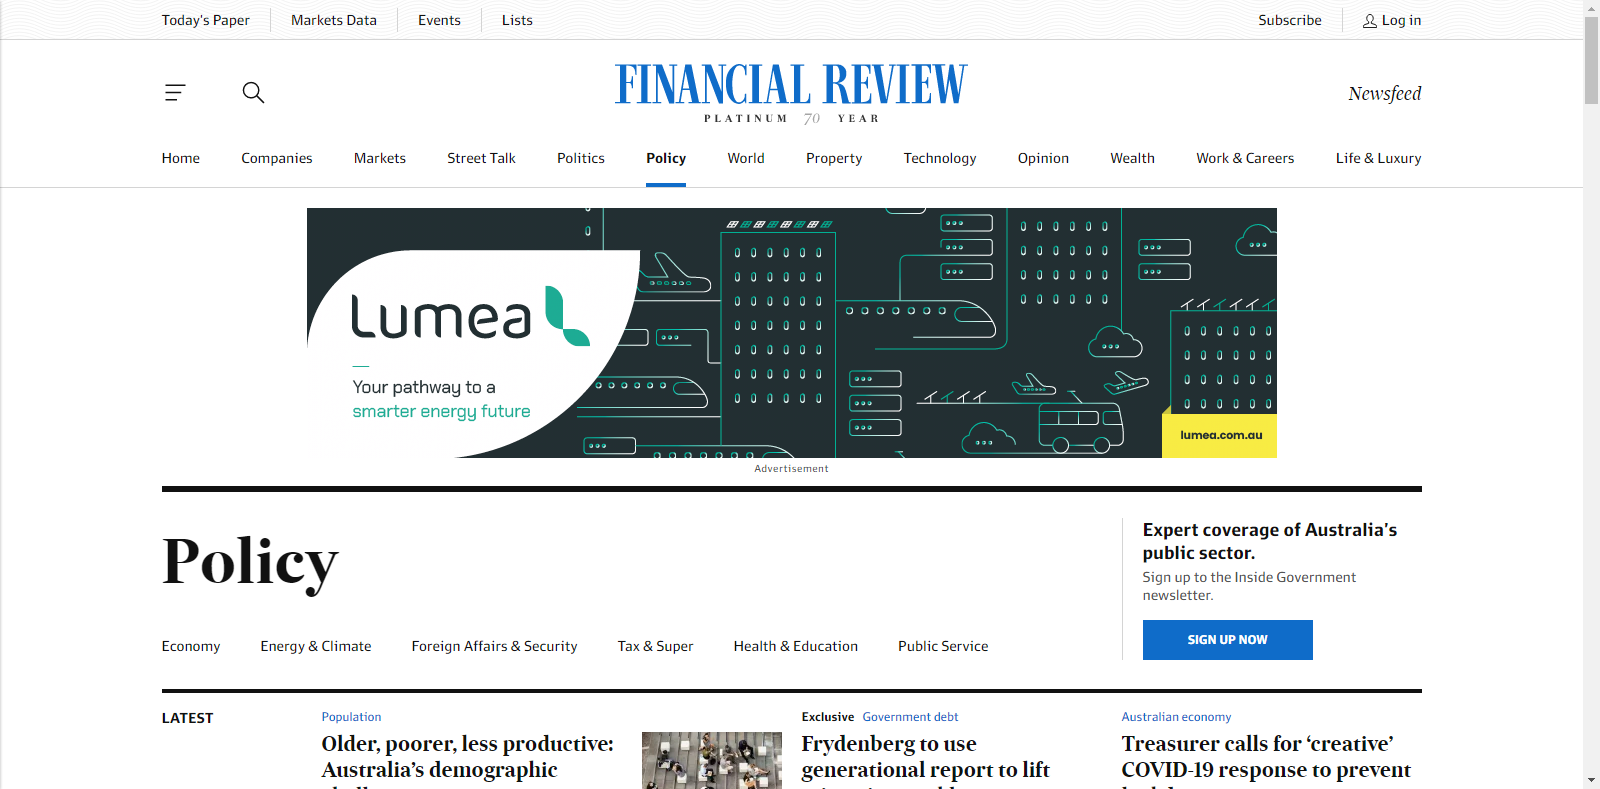 Today's Paper
Markets Data
Events
Lists
Subscribe
Log in
FINANCIAL REVIEW
PLATINUM 70 YEAR
Newsfeed
Home
Companies
Markets
Street Talk
Politics
Policy
World
Property
Technology
Opinion
Wealth
Work & Careers
Life & Luxury
Lumea
Your pathway to a
smarter energy future
lumea.com.au
Advertisement
Policy
Expert coverage of Australia's
public sector.
Sign up to the Inside Government
newsletter.
SIGN UP NOW
Economy
Energy & Climate
Foreign Affairs & Security
Tax & Super
Health & Education
Public Service
LATEST
Population
Older, poorer, less productive:
Australia's demographic
Exclusive Government debt
Frydenberg to use
generational report to lift
Australian economy
Treasurer calls for ‘creative’
COVID-19 response to prevent